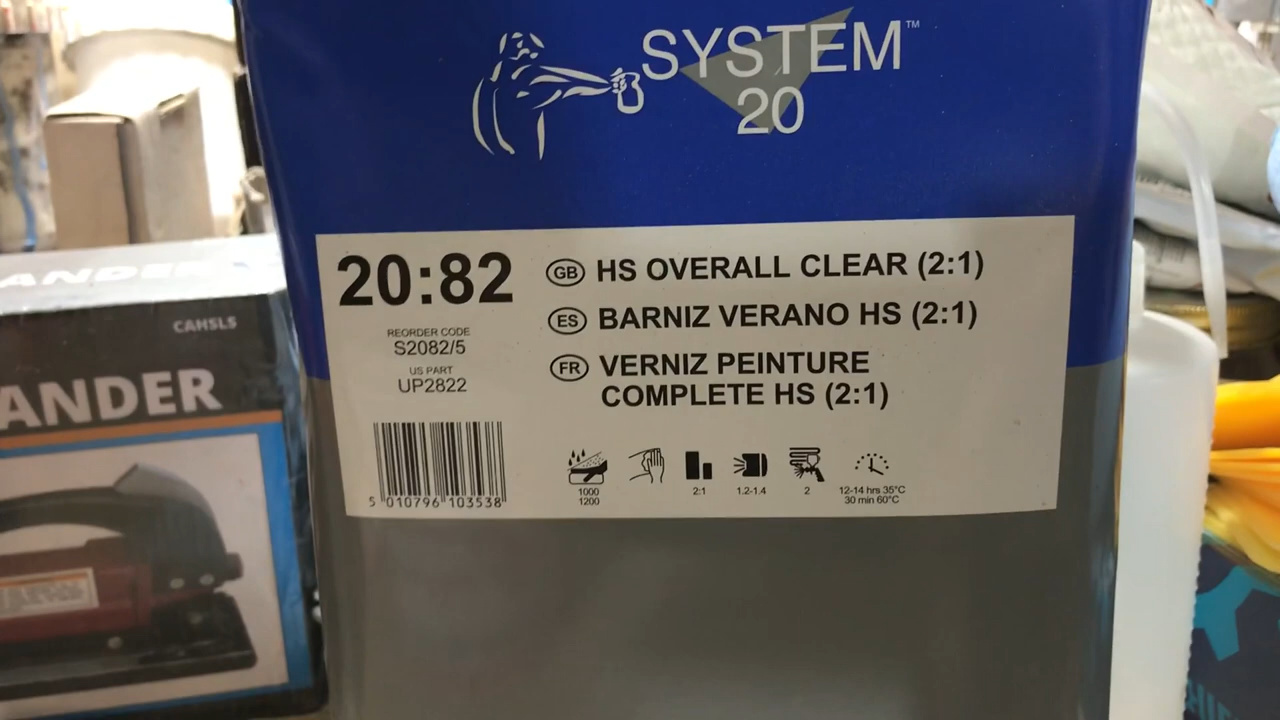 SYSTEM™
20
20:82
REORDER CODE
S2082/5
US PART
UP2822
GB HS OVERALL CLEAR (2:1)
ES BARNIZ VERANO HS (2:1)
FR VERNIZ PEINTURE
COMPLETE HS (2:1)
1000
1200
2:1
1.2-1.4
2
12-14 hrs 35°C
30 min 60°C
5 010796 103538
ANDER
CAHSLS
ANDER